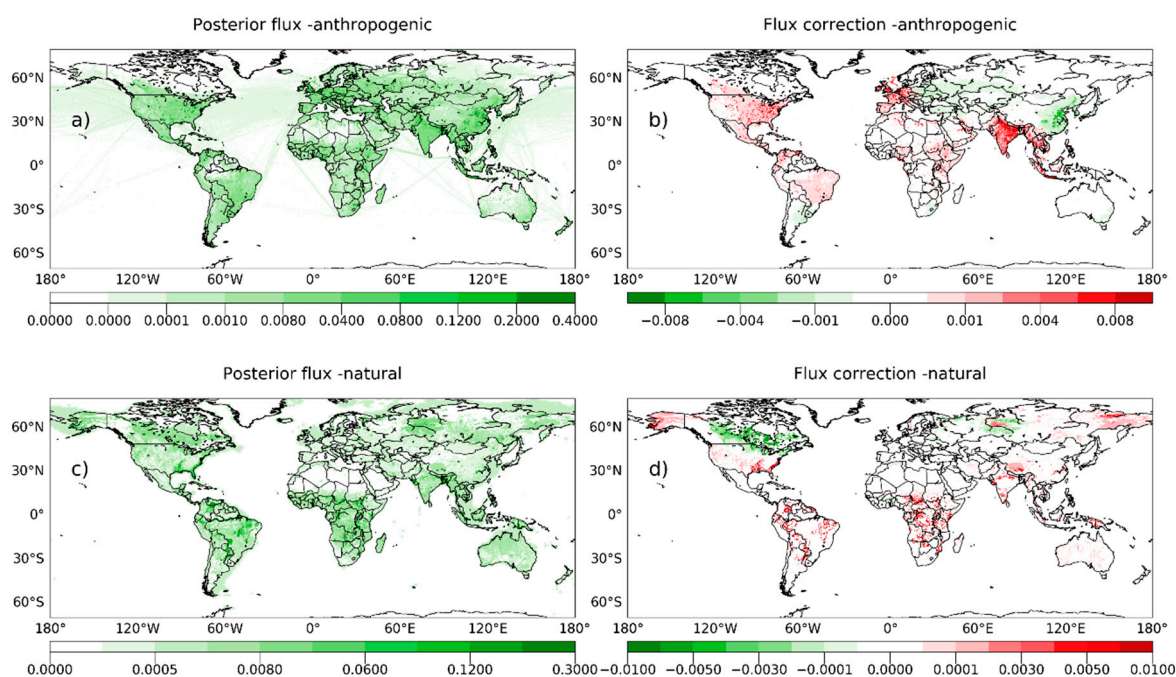 Posterior flux -anthropogenic
Flux correction -anthropogenic
60°N
30°N
0°
30°S
60°S
a)
180° 120°W 60°W 0° 60°E 120°E 180°
0.0000 0.0000 0.0001 0.0010 0.0080 0.0400 0.0800 0.1200 0.2000 0.4000
60°N
30°N
0°
30°S
60°S
b)
180° 120°W 60°W 0° 60°E 120°E 180°
−0.008 −0.004 −0.001 0.000 0.001 0.004 0.008
Posterior flux -natural
Flux correction -natural
60°N
30°N
0°
30°S
60°S
c)
180° 120°W 60°W 0° 60°E 120°E 180°
0.0000 0.0005 0.0080 0.0600 0.1200 0.3000
60°N
30°N
0°
30°S
60°S
d)
180° 120°W 60°W 0° 60°E 120°E 180°
−0.0100 −0.0050 −0.0030 −0.0001 0.0000 0.0001 0.0030 0.0050 0.0100